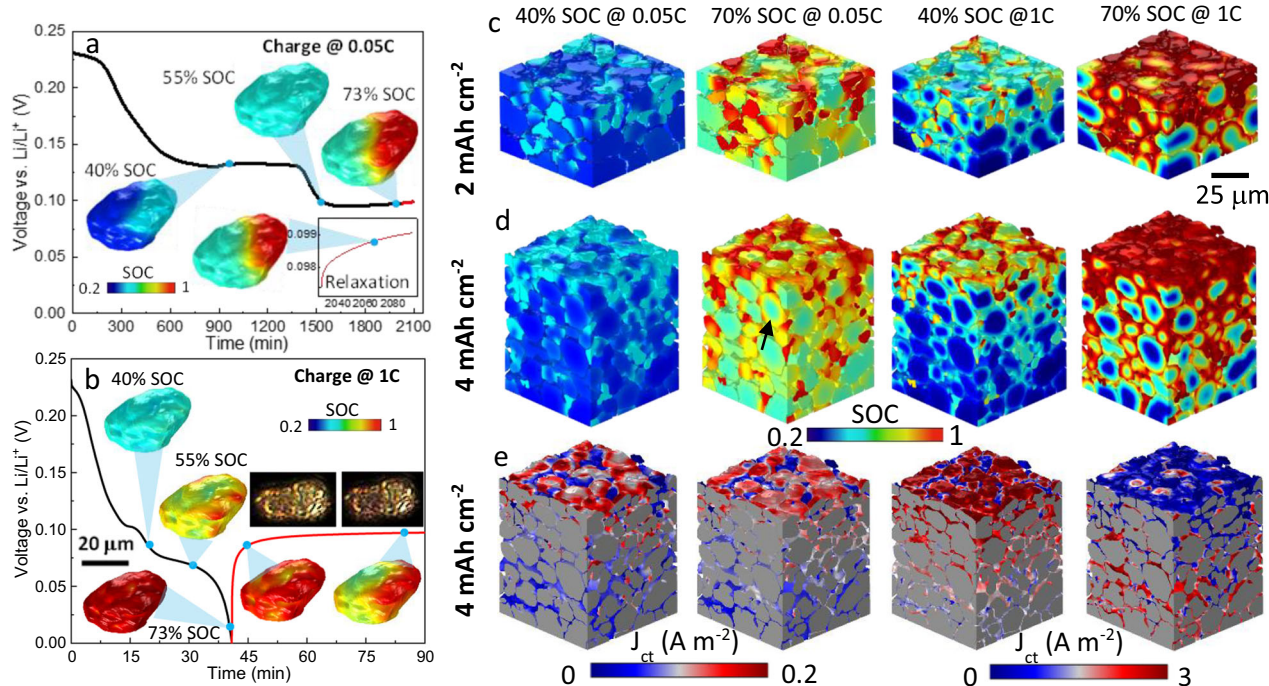 a
Charge @ 0.05C
Voltage vs. Li/Li⁺ (V)
0.25
0.20
0.15
0.10
0.05
0.00
55% SOC
73% SOC
40% SOC
SOC
0.2
1
0.099
0.098
Relaxation
2040 2060 2080
0
300
600
900
1200
1500
1800
2100
Time (min)
b
Charge @ 1C
Voltage vs. Li/Li⁺ (V)
0.25
0.20
0.15
0.10
0.05
0.00
40% SOC
SOC
0.2
1
55% SOC
20 μm
73% SOC
0
15
30
45
60
75
90
Time (min)
c
40% SOC @ 0.05C
70% SOC @ 0.05C
40% SOC @1C
70% SOC @ 1C
2 mAh cm⁻²
25 μm
d
4 mAh cm⁻²
SOC
0.2
1
e
4 mAh cm⁻²
J_ct (A m⁻²)
0
0.2
J_ct (A m⁻²)
0
3